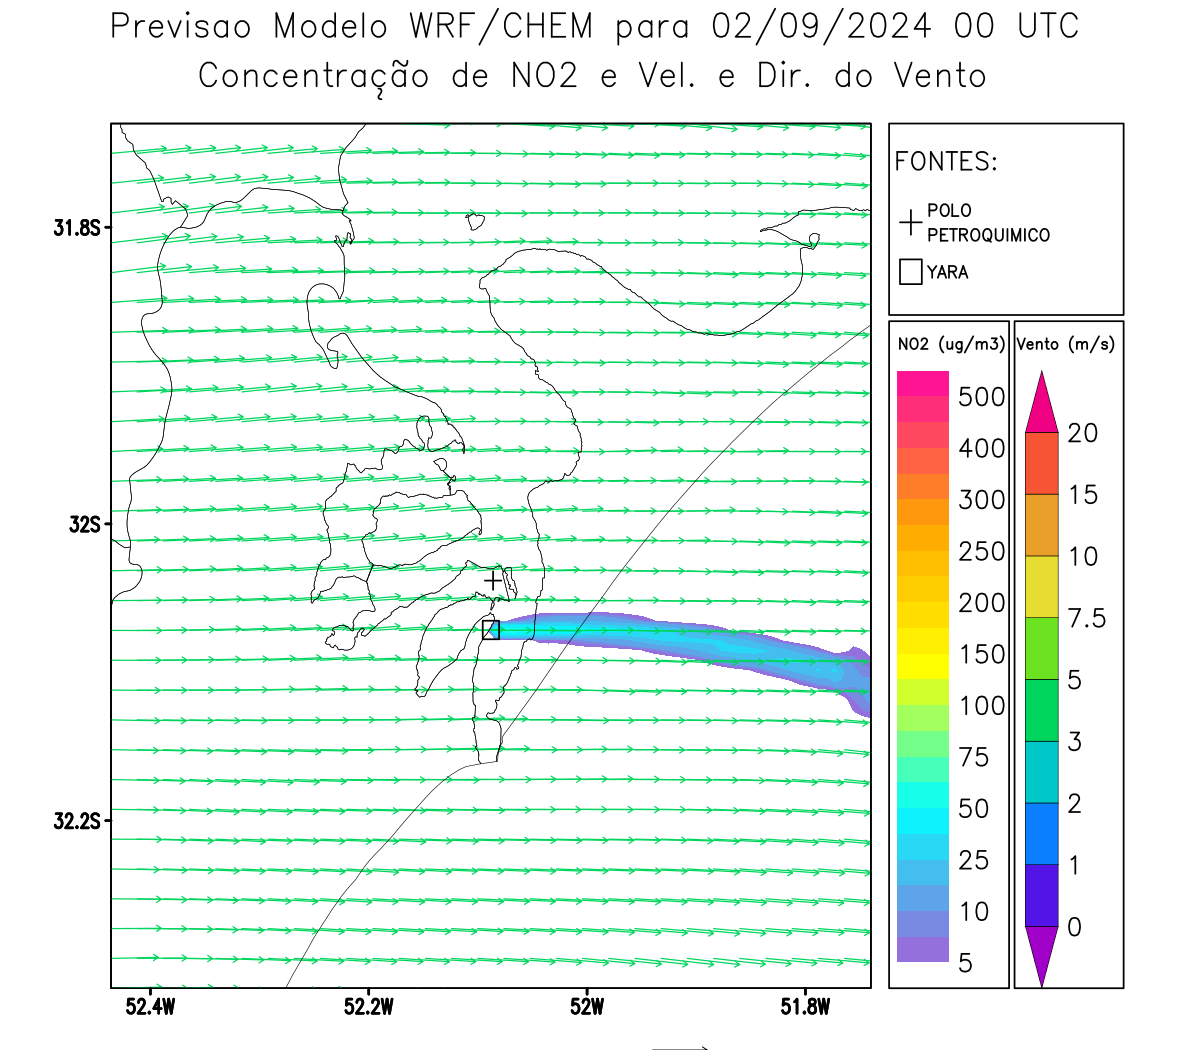 Previsao Modelo WRF/CHEM para 02/09/2024 00 UTC
Concentração de NO2 e Vel. e Dir. do Vento
FONTES:
POLO
PETROQUIMICO
YARA
NO2 (ug/m3)
500
400
300
250
200
150
100
75
50
25
10
5
Vento (m/s)
20
15
10
7.5
5
3
2
1
0
31.8S
32S
32.2S
52.4W
52.2W
52W
51.8W